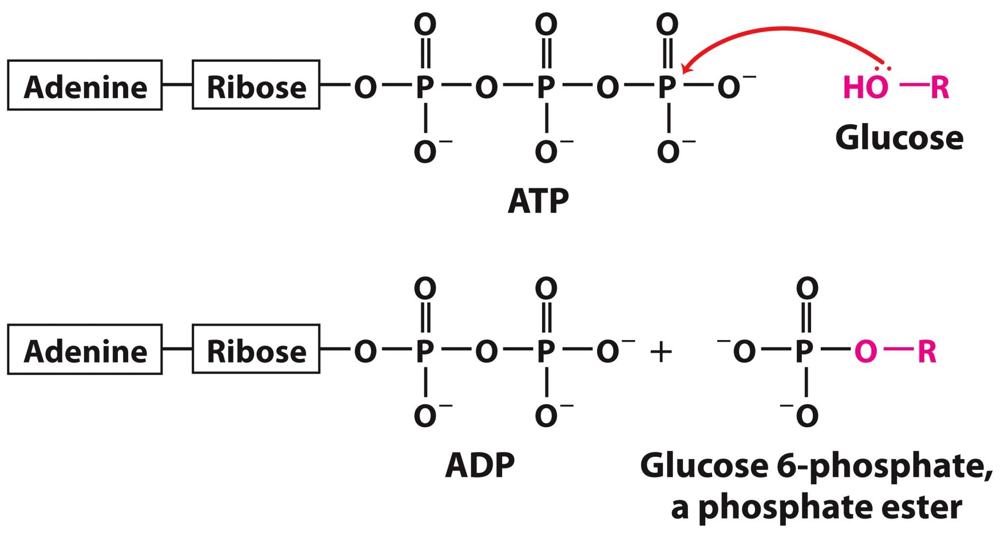 O O O
Adenine Ribose O P O P O P O⁻ HO R
O⁻ O⁻ O⁻ Glucose
ATP
O O O
Adenine Ribose O P O P O⁻ + ⁻O P O R
O⁻ O⁻ ⁻O
ADP Glucose 6-phosphate,
a phosphate ester